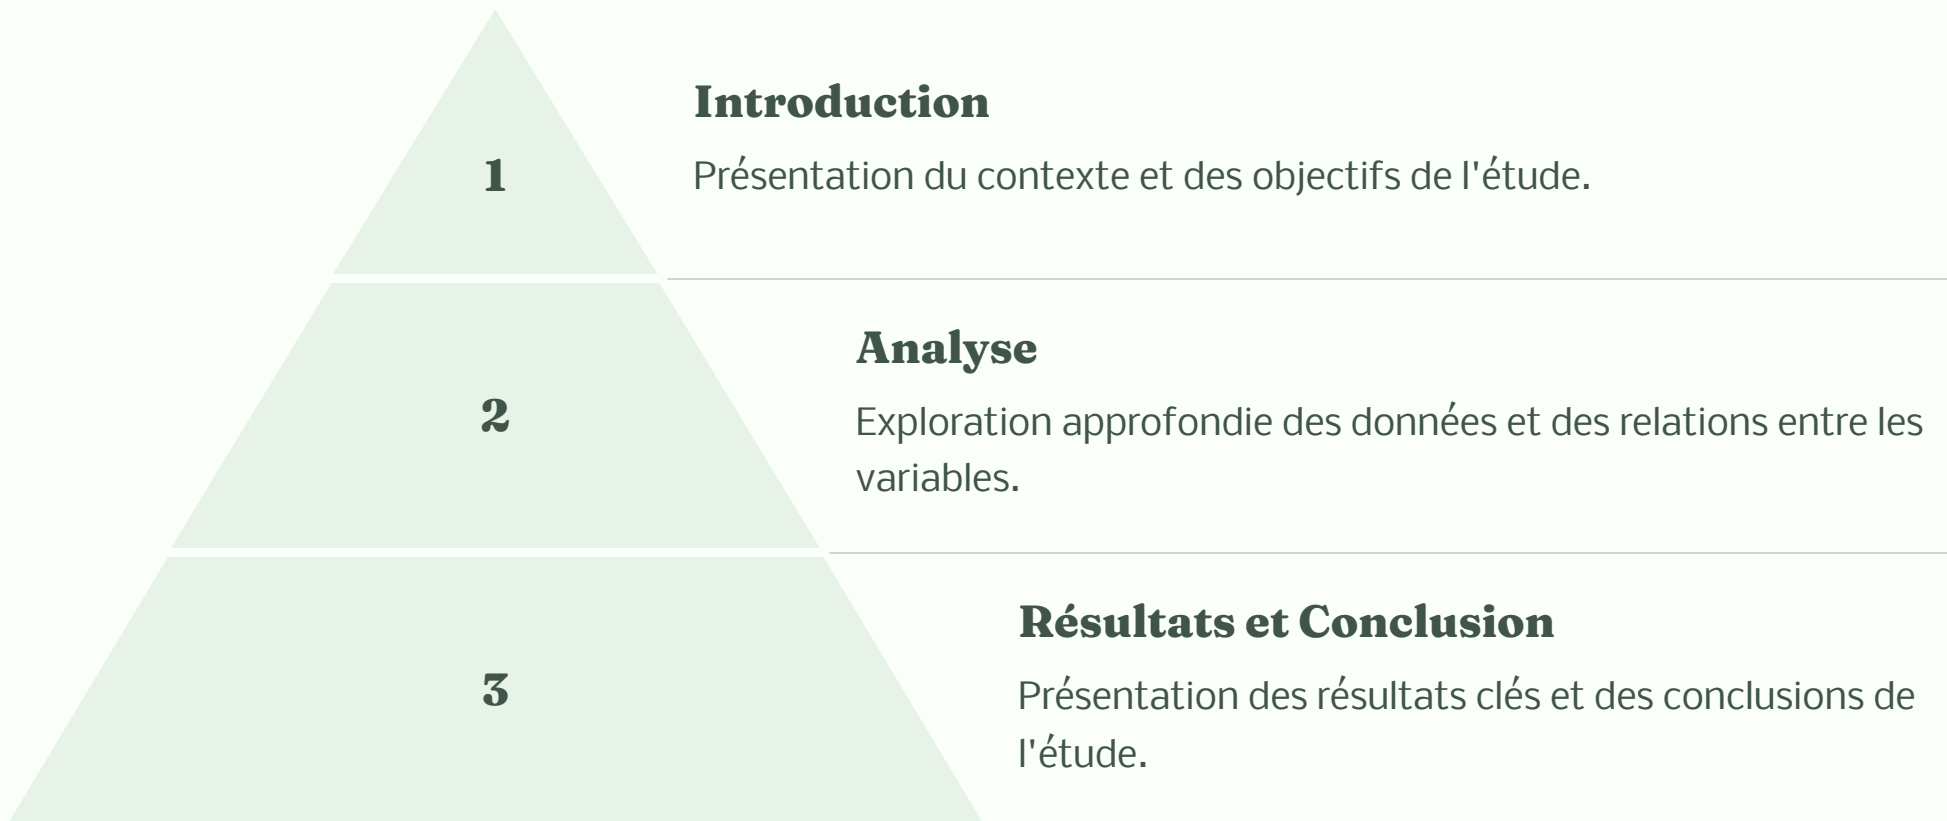 Introduction
1
Présentation du contexte et des objectifs de l'étude.
Analyse
2
Exploration approfondie des données et des relations entre les
variables.
Résultats et Conclusion
3
Présentation des résultats clés et des conclusions de
l'étude.